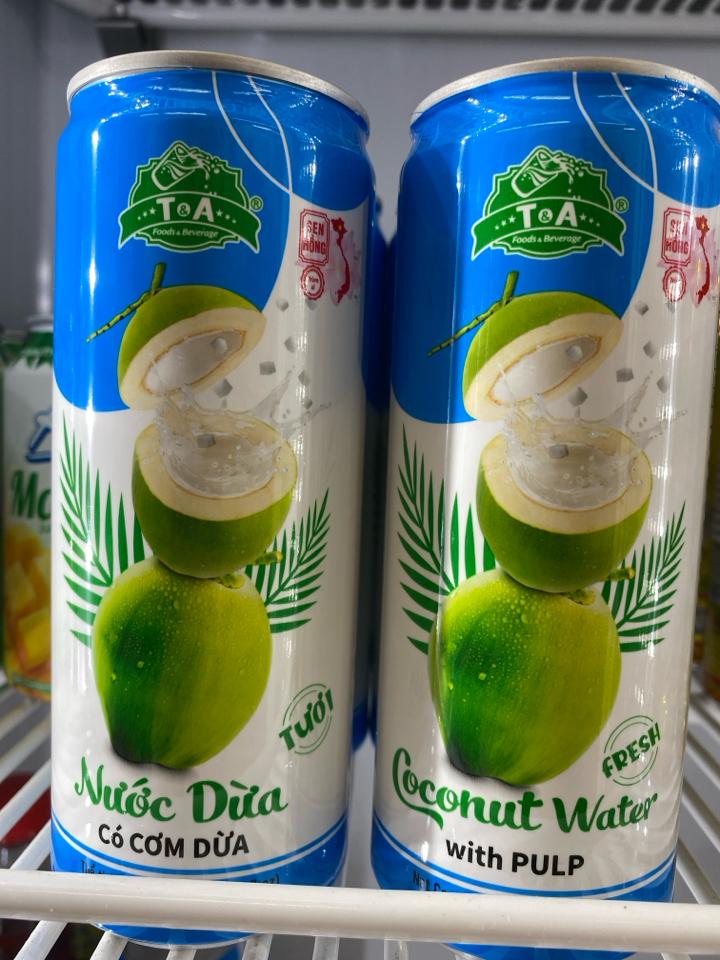 T&A
®
Foods & Beverage
SEN
HỒNG
TƯƠI
Nước Dừa
Có CƠM DỪA
T&A
®
Foods & Beverage
SEN
HỒNG
FRESH
Coconut Water
with PULP